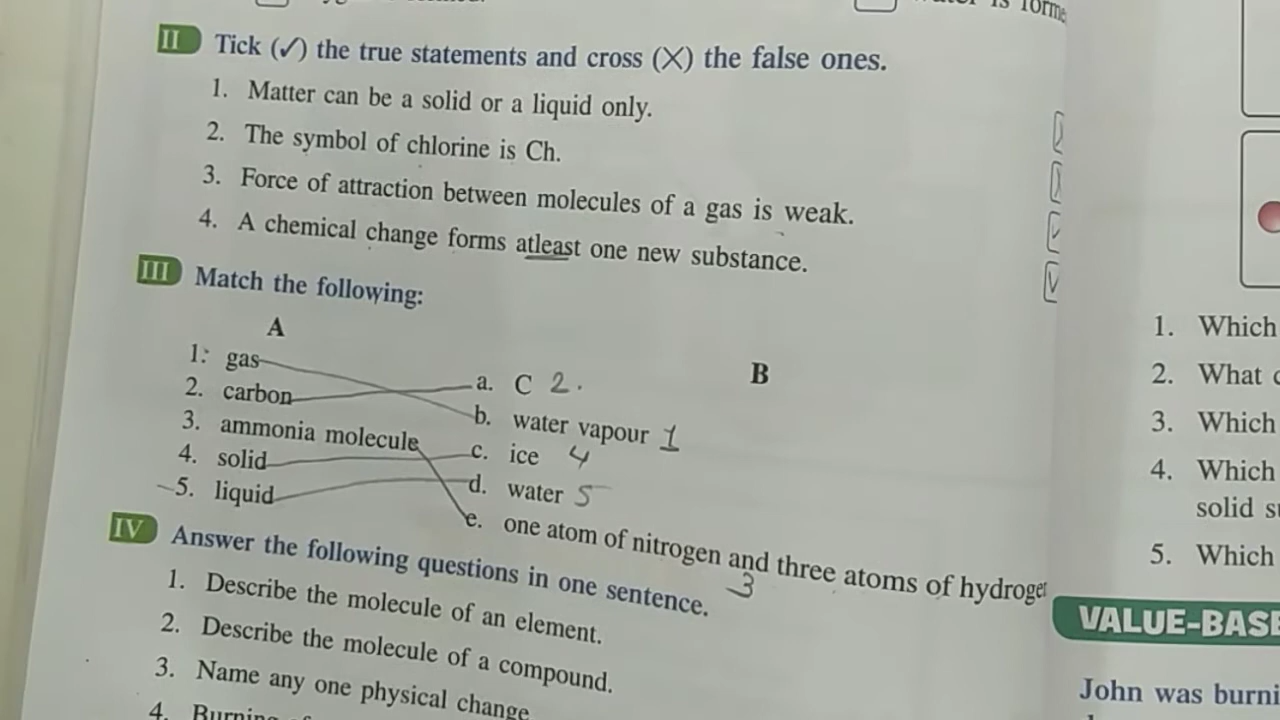 II Tick (✓) the true statements and cross (X) the false ones.
1. Matter can be a solid or a liquid only.
2. The symbol of chlorine is Ch.
3. Force of attraction between molecules of a gas is weak.
4. A chemical change forms atleast one new substance.
III Match the following:
A
B
1. gas
2. carbon
3. ammonia molecule
4. solid
5. liquid
a. C 2.
b. water vapour 1
c. ice 4
d. water 5
e. one atom of nitrogen and three atoms of hydrogen
3
IV Answer the following questions in one sentence.
1. Describe the molecule of an element.
2. Describe the molecule of a compound.
3. Name any one physical change
4. Burning
1. Which
2. What
3. Which
4. Which
solid
5. Which
VALUE-BASE
John was burni